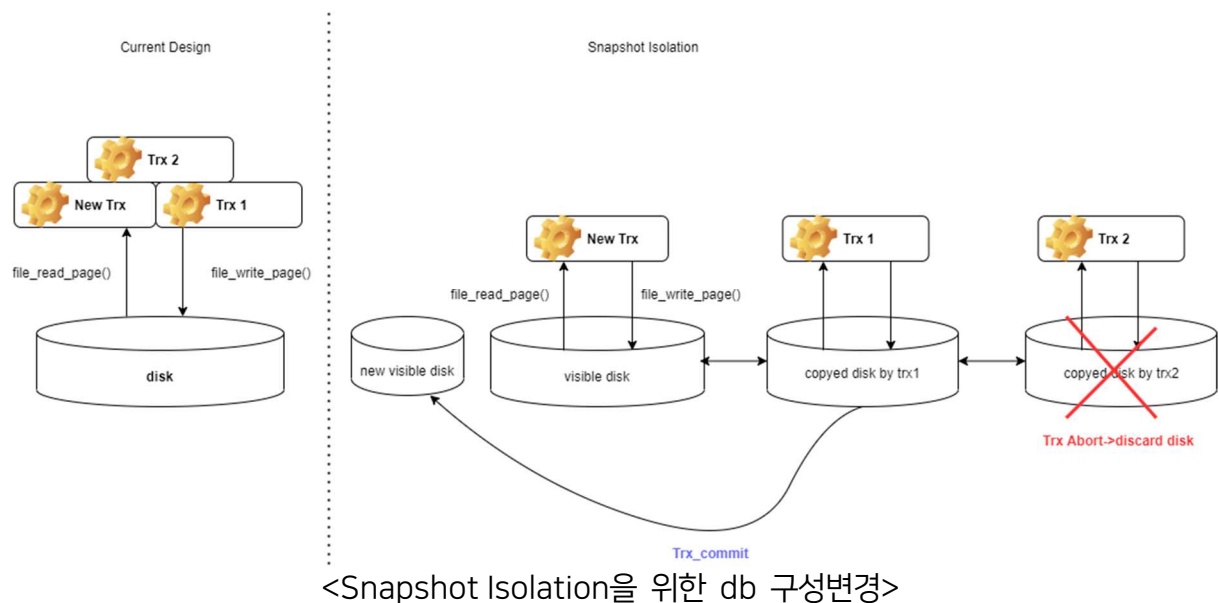 Current Design
Snapshot Isolation
Trx 2
New Trx
Trx 1
file_read_page()
file_write_page()
disk
New Trx
Trx 1
Trx 2
file_read_page()
file_write_page()
new visible disk
visible disk
copyed disk by trx1
copyed disk by trx2
Trx Abort->discard disk
Trx_commit
<Snapshot Isolation을 위한 db 구성변경>